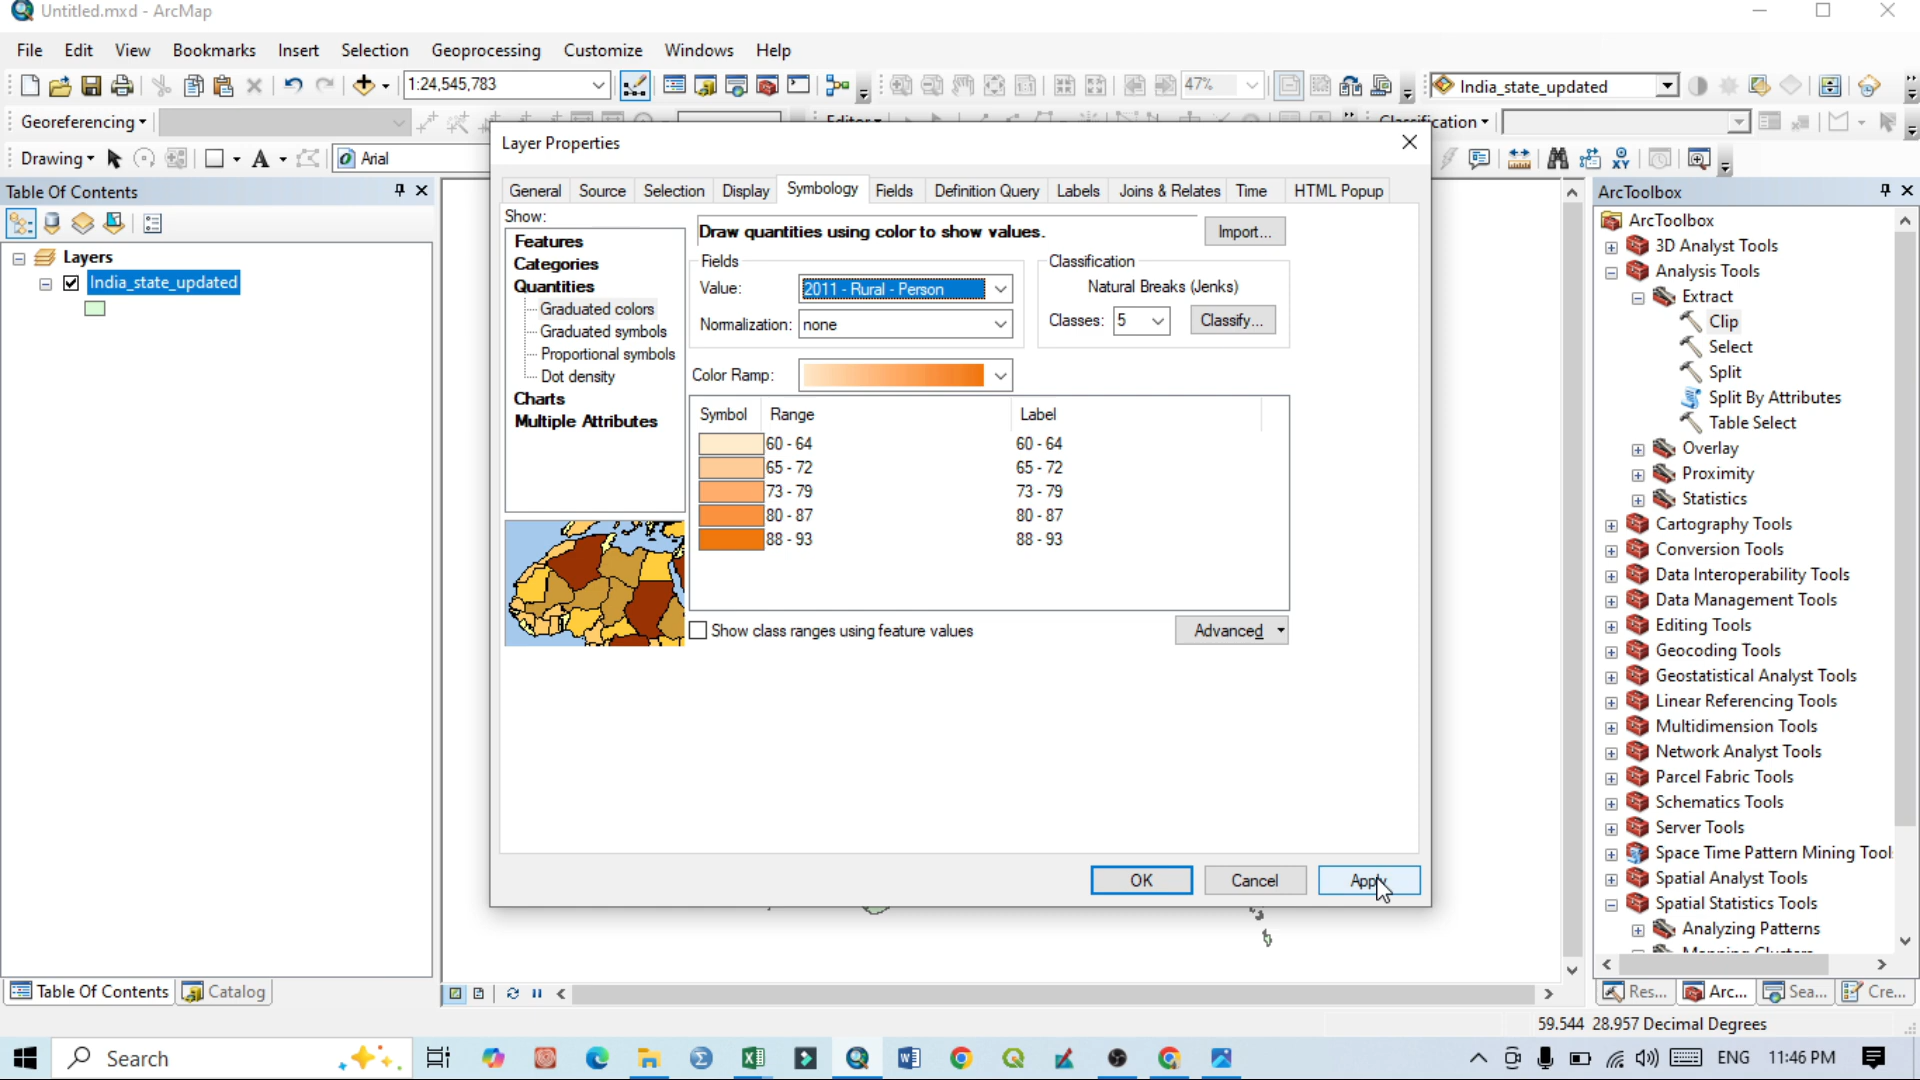 Untitled.mxd - ArcMap
File Edit View Bookmarks Insert Selection Geoprocessing Customize Windows Help
1:24,545,783 47% India_state_updated
Georeferencing
Drawing A Arial
Table Of Contents
Layers
India_state_updated
Layer Properties
General Source Selection Display Symbology Fields Definition Query Labels Joins & Relates Time HTML Popup
Show:
Features
Categories
Quantities
Graduated colors
Graduated symbols
Proportional symbols
Dot density
Charts
Multiple Attributes
Draw quantities using color to show values.
Import...
Fields
Value: 2011 - Rural - Person
Normalization: none
Classification
Natural Breaks (Jenks)
Classes: 5 Classify...
Color Ramp:
Symbol Range Label
60 - 64 60 - 64
65 - 72 65 - 72
73 - 79 73 - 79
80 - 87 80 - 87
88 - 93 88 - 93
Show class ranges using feature values
Advanced
OK Cancel Apply
ArcToolbox
ArcToolbox
3D Analyst Tools
Analysis Tools
Extract
Clip
Select
Split
Split By Attributes
Table Select
Overlay
Proximity
Statistics
Cartography Tools
Conversion Tools
Data Interoperability Tools
Data Management Tools
Editing Tools
Geocoding Tools
Geostatistical Analyst Tools
Linear Referencing Tools
Multidimension Tools
Network Analyst Tools
Parcel Fabric Tools
Schematics Tools
Server Tools
Space Time Pattern Mining Tool
Spatial Analyst Tools
Spatial Statistics Tools
Analyzing Patterns
Table Of Contents Catalog
Res... Arc... Sea... Cre...
59.544 28.957 Decimal Degrees
Search
ENG 11:46 PM